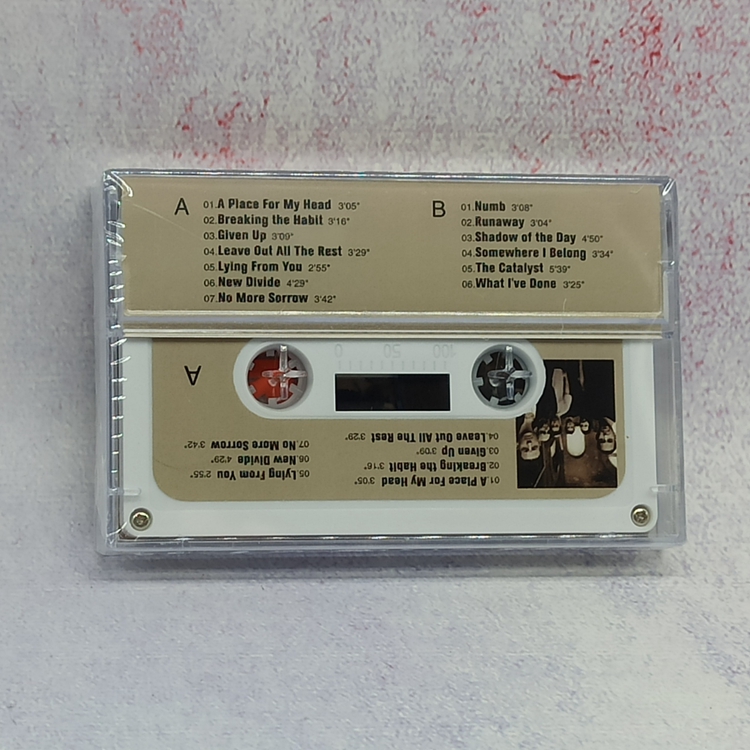 A
01.A Place For My Head 3'05"
02.Breaking the Habit 3'16"
03.Given Up 3'09"
04.Leave Out All The Rest 3'29"
05.Lying From You 2'55"
06.New Divide 4'29"
07.No More Sorrow 3'42"
B
01.Numb 3'08"
02.Runaway 3'04"
03.Shadow of the Day 4'50"
04.Somewhere I Belong 3'34"
05.The Catalyst 5'39"
06.What I've Done 3'25"
0 50 100
A
01.A Place For My Head 3'05"
02.Breaking the Habit 3'16"
03.Given Up 3'09"
04.Leave Out All The Rest 3'29"
05.Lying From You 2'55"
06.New Divide 4'29"
07.No More Sorrow 3'42"